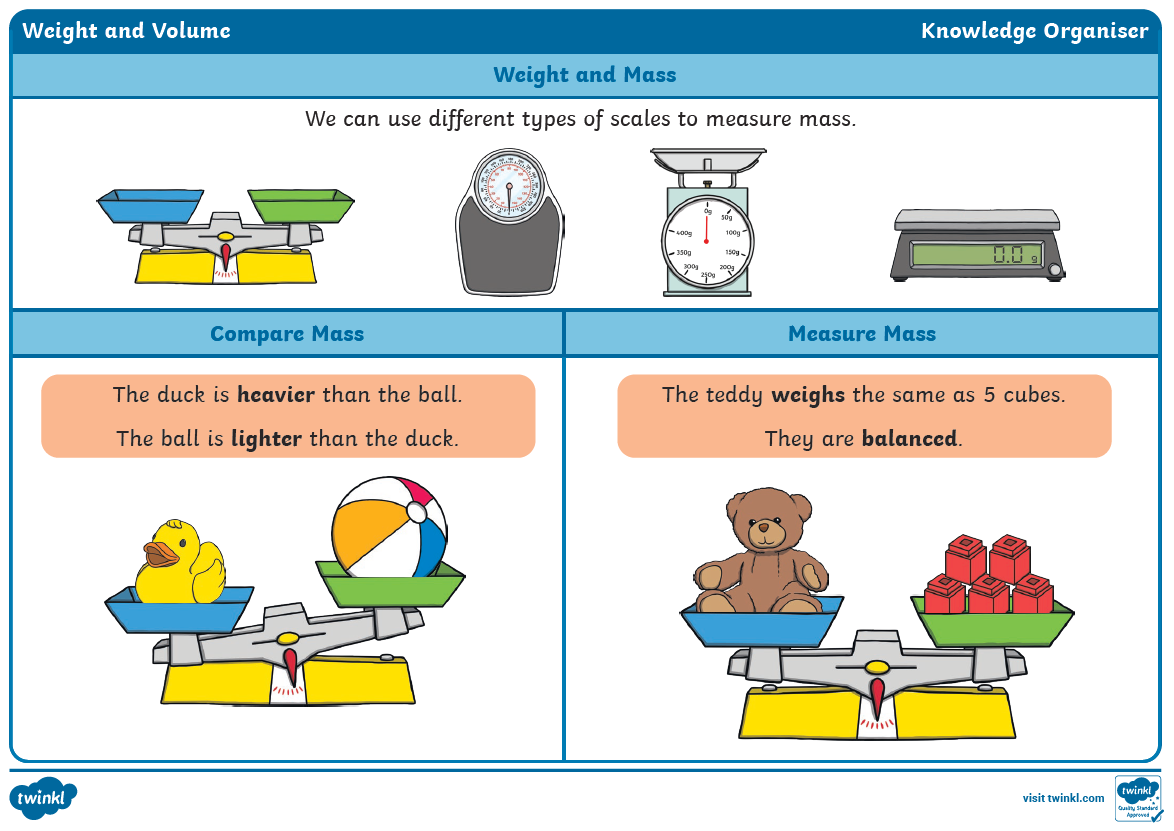 Weight and Volume
Knowledge Organiser
Weight and Mass
We can use different types of scales to measure mass.
0g
50g
100g
150g
200g
250g
300g
350g
400g
0.0 g
Compare Mass
Measure Mass
The duck is heavier than the ball.
The ball is lighter than the duck.
The teddy weighs the same as 5 cubes.
They are balanced.
twinkl
visit twinkl.com
twinkl
Quality Standard
Approved